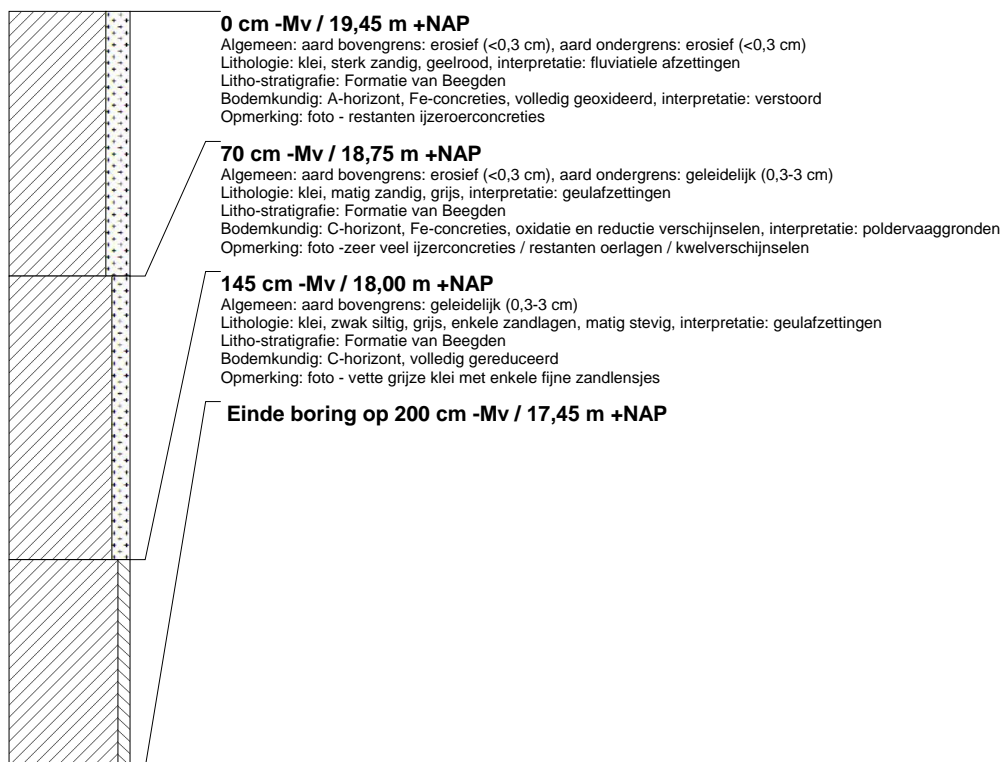 0 cm -Mv / 19,45 m +NAP
Algemeen: aard bovengrens: erosief (<0,3 cm), aard ondergrens: erosief (<0,3 cm)
Lithologie: klei, sterk zandig, geelrood, interpretatie: fluviatiele afzettingen
Litho-stratigrafie: Formatie van Beegden
Bodemkundig: A-horizont, Fe-concreties, volledig geoxideerd, interpretatie: verstoord
Opmerking: foto - restanten ijzeroerconcreties
70 cm -Mv / 18,75 m +NAP
Algemeen: aard bovengrens: erosief (<0,3 cm), aard ondergrens: geleidelijk (0,3-3 cm)
Lithologie: klei, matig zandig, grijs, interpretatie: geulafzettingen
Litho-stratigrafie: Formatie van Beegden
Bodemkundig: C-horizont, Fe-concreties, oxidatie en reductie verschijnselen, interpretatie: poldervaaggronden
Opmerking: foto -zeer veel ijzerconcreties / restanten oerlagen / kwelverschijnselen
145 cm -Mv / 18,00 m +NAP
Algemeen: aard bovengrens: geleidelijk (0,3-3 cm)
Lithologie: klei, zwak siltig, grijs, enkele zandlagen, matig stevig, interpretatie: geulafzettingen
Litho-stratigrafie: Formatie van Beegden
Bodemkundig: C-horizont, volledig gereduceerd
Opmerking: foto - vette grijze klei met enkele fijne zandlensjes
Einde boring op 200 cm -Mv / 17,45 m +NAP